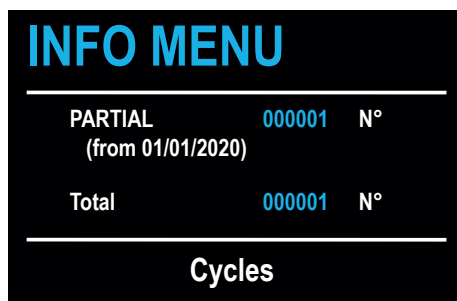 INFO MENU
PARTIAL 000001 N°
(from 01/01/2020)
Total 000001 N°
Cycles